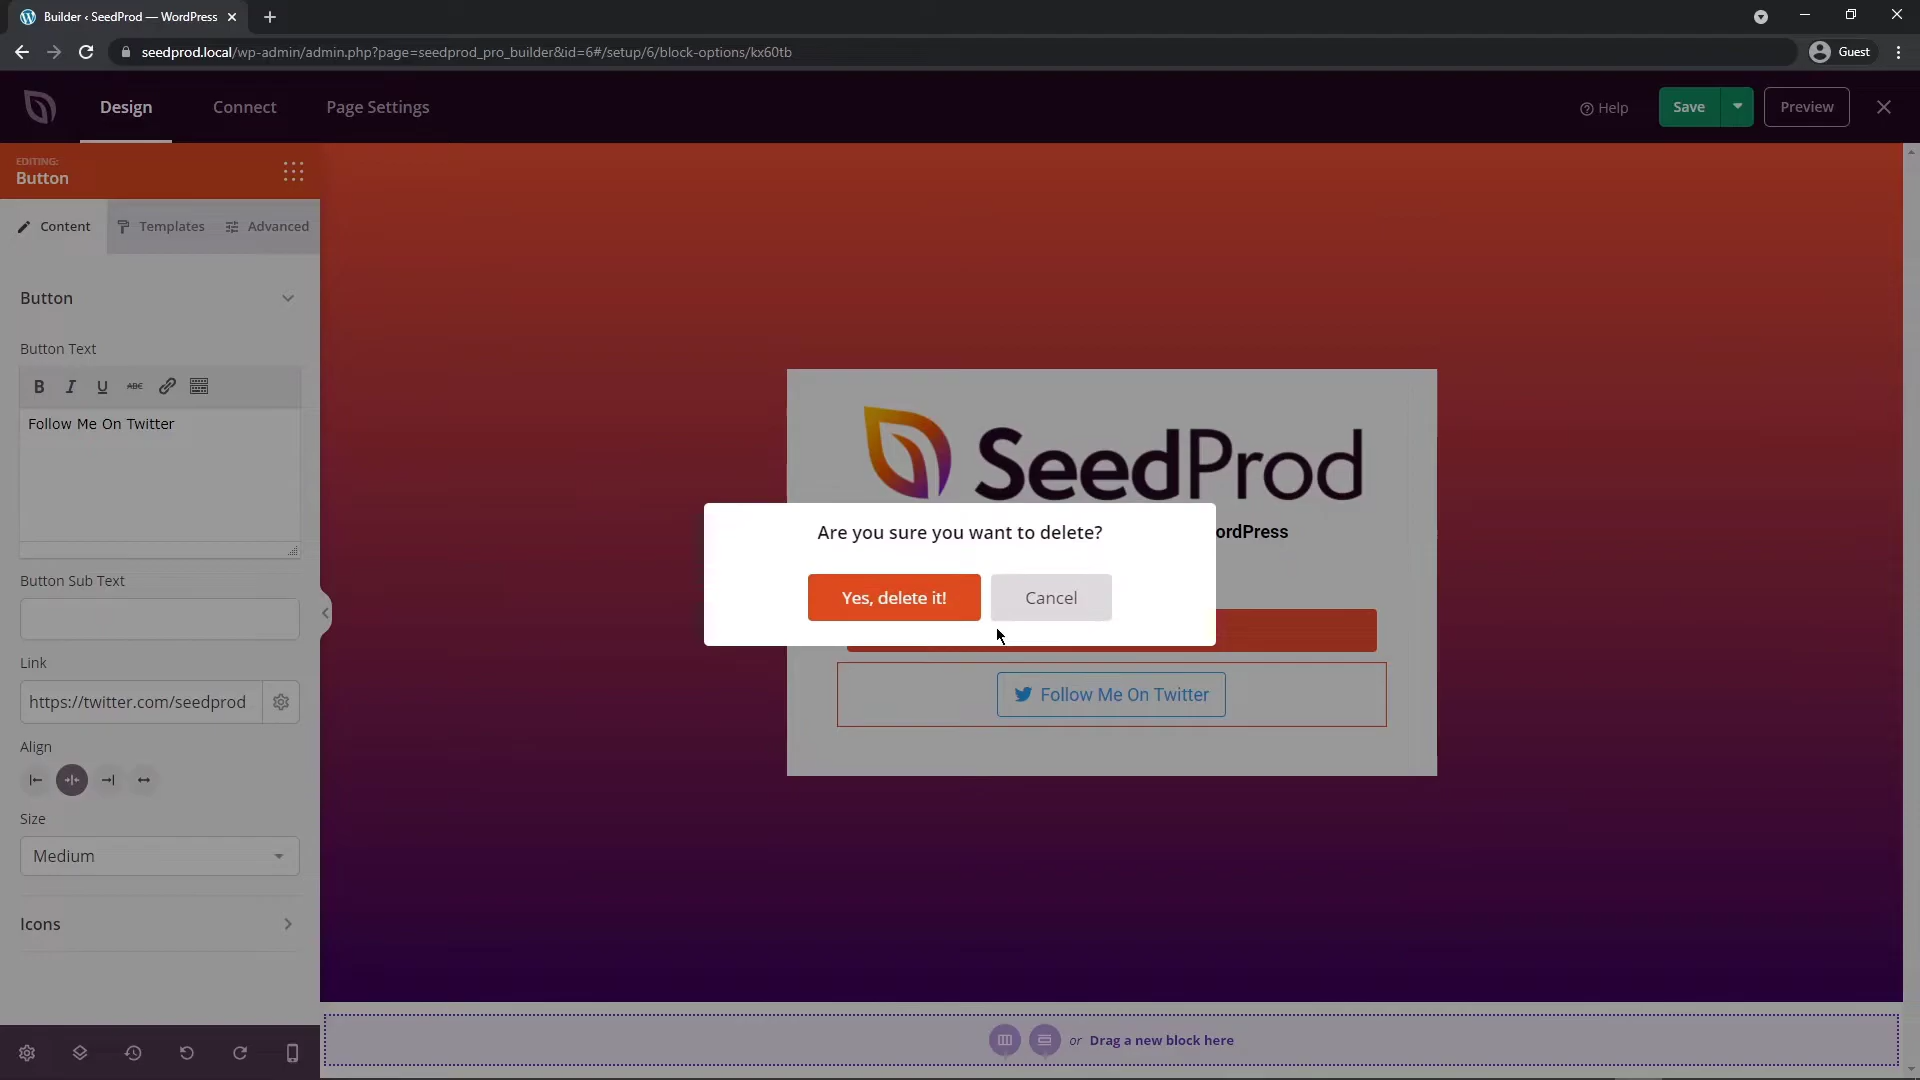 Builder ‹ SeedProd — WordPress
seedprod.local/wp-admin/admin.php?page=seedprod_pro_builder&id=6#/setup/6/block-options/kx60tb
Guest
Design
Connect
Page Settings
Help
Save
Preview
EDITING:
Button
Content
Templates
Advanced
Button
Button Text
B I U ABC
Follow Me On Twitter
Button Sub Text
Link
https://twitter.com/seedprod
Align
Size
Medium
Icons
SeedProd
ordPress
Are you sure you want to delete?
Yes, delete it!
Cancel
Follow Me On Twitter
or Drag a new block here